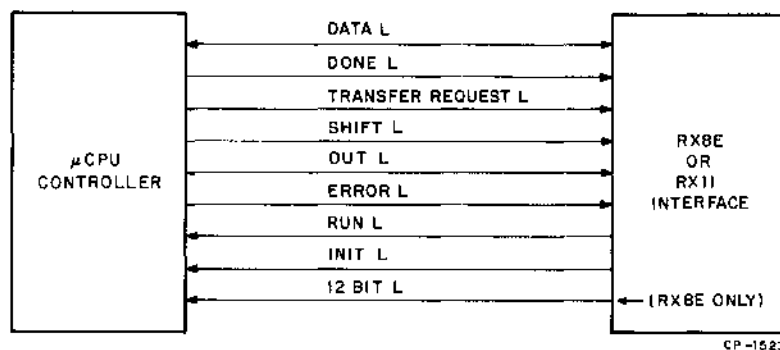 DATA L
DONE L
TRANSFER REQUEST L
SHIFT L
OUT L
ERROR L
RUN L
INIT L
12 BIT L
µCPU
CONTROLLER
RX8E
OR
RX11
INTERFACE
(RX8E ONLY)